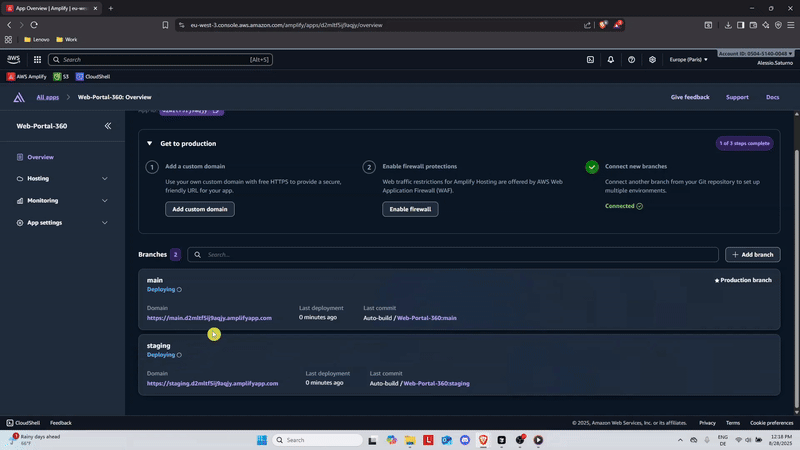 App Overview | Amplify | eu-we
eu-west-3.console.aws.amazon.com/amplify/apps/d2mltf5ij9aqjy/overview
Lenovo
Work
aws
Search
[Alt+S]
Account ID: 0504-5140-0048
Europe (Paris)
Alessio.Saturno
AWS Amplify
S3
CloudShell
All apps
Web-Portal-360: Overview
Give feedback
Support
Docs
Web-Portal-360
Overview
Hosting
Monitoring
App settings
Get to production
1 of 3 steps complete
1
Add a custom domain
Use your own custom domain with free HTTPS to provide a secure,
friendly URL for your app.
Add custom domain
2
Enable firewall protections
Web traffic restrictions for Amplify Hosting are offered by AWS Web
Application Firewall (WAF).
Enable firewall
Connect new branches
Connect another branch from your Git repository to set up
multiple environments.
Connected
Branches
2
Search...
Add branch
main
Production branch
Deploying
Domain
Last deployment
Last commit
https://main.d2mltf5ij9aqjy.amplifyapp.com
0 minutes ago
Auto-build / Web-Portal-360:main
staging
Deploying
Domain
Last deployment
Last commit
https://staging.d2mltf5ij9aqjy.amplifyapp.com
0 minutes ago
Auto-build / Web-Portal-360:staging
CloudShell
Feedback
© 2025, Amazon Web Services, Inc. or its affiliates.
Privacy
Terms
Cookie preferences
Rainy days ahead
Search
ENG
DE
12:18 PM
8/28/2025